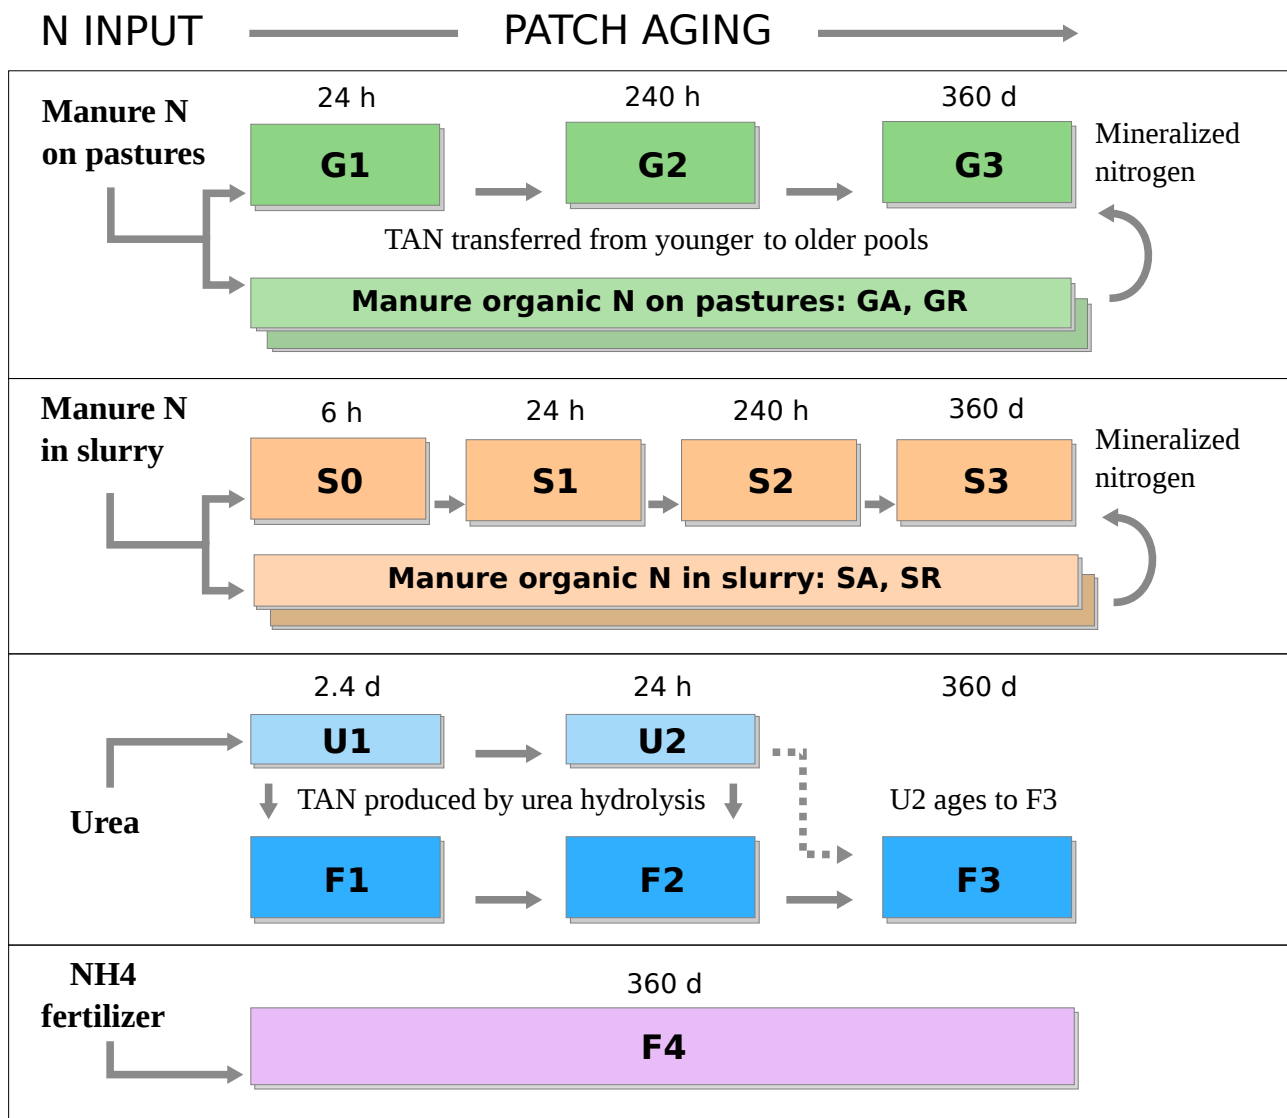 N INPUT
PATCH AGING
Manure N
on pastures
24 h
240 h
360 d
G1
G2
G3
Mineralized
nitrogen
TAN transferred from younger to older pools
Manure organic N on pastures: GA, GR
Manure N
in slurry
6 h
24 h
240 h
360 d
S0
S1
S2
S3
Mineralized
nitrogen
Manure organic N in slurry: SA, SR
Urea
2.4 d
24 h
360 d
U1
U2
TAN produced by urea hydrolysis
U2 ages to F3
F1
F2
F3
NH4
fertilizer
360 d
F4